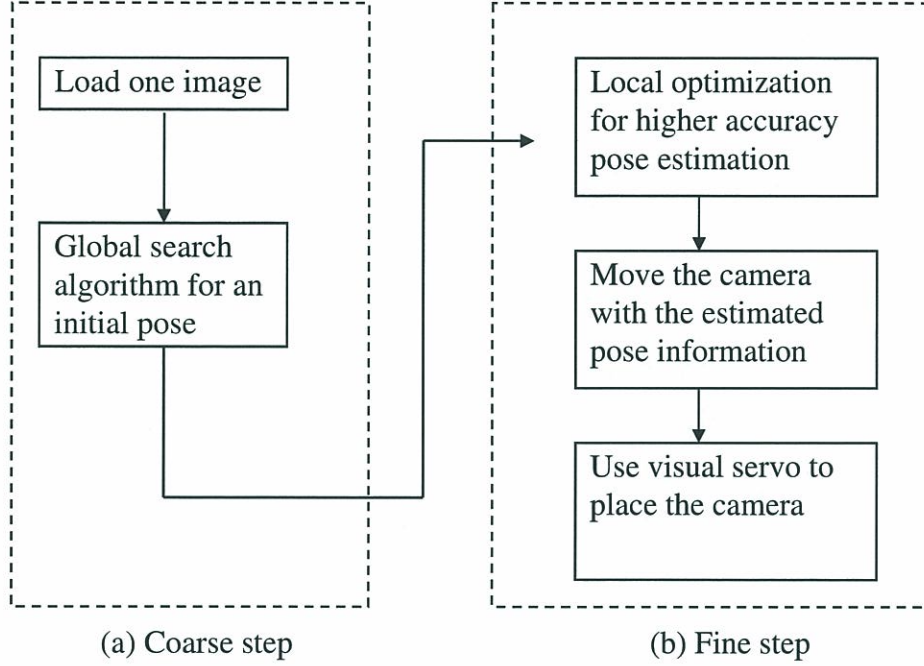 Load one image
Global search
algorithm for an
initial pose
(a) Coarse step
Local optimization
for higher accuracy
pose estimation
Move the camera
with the estimated
pose information
Use visual servo to
place the camera
(b) Fine step